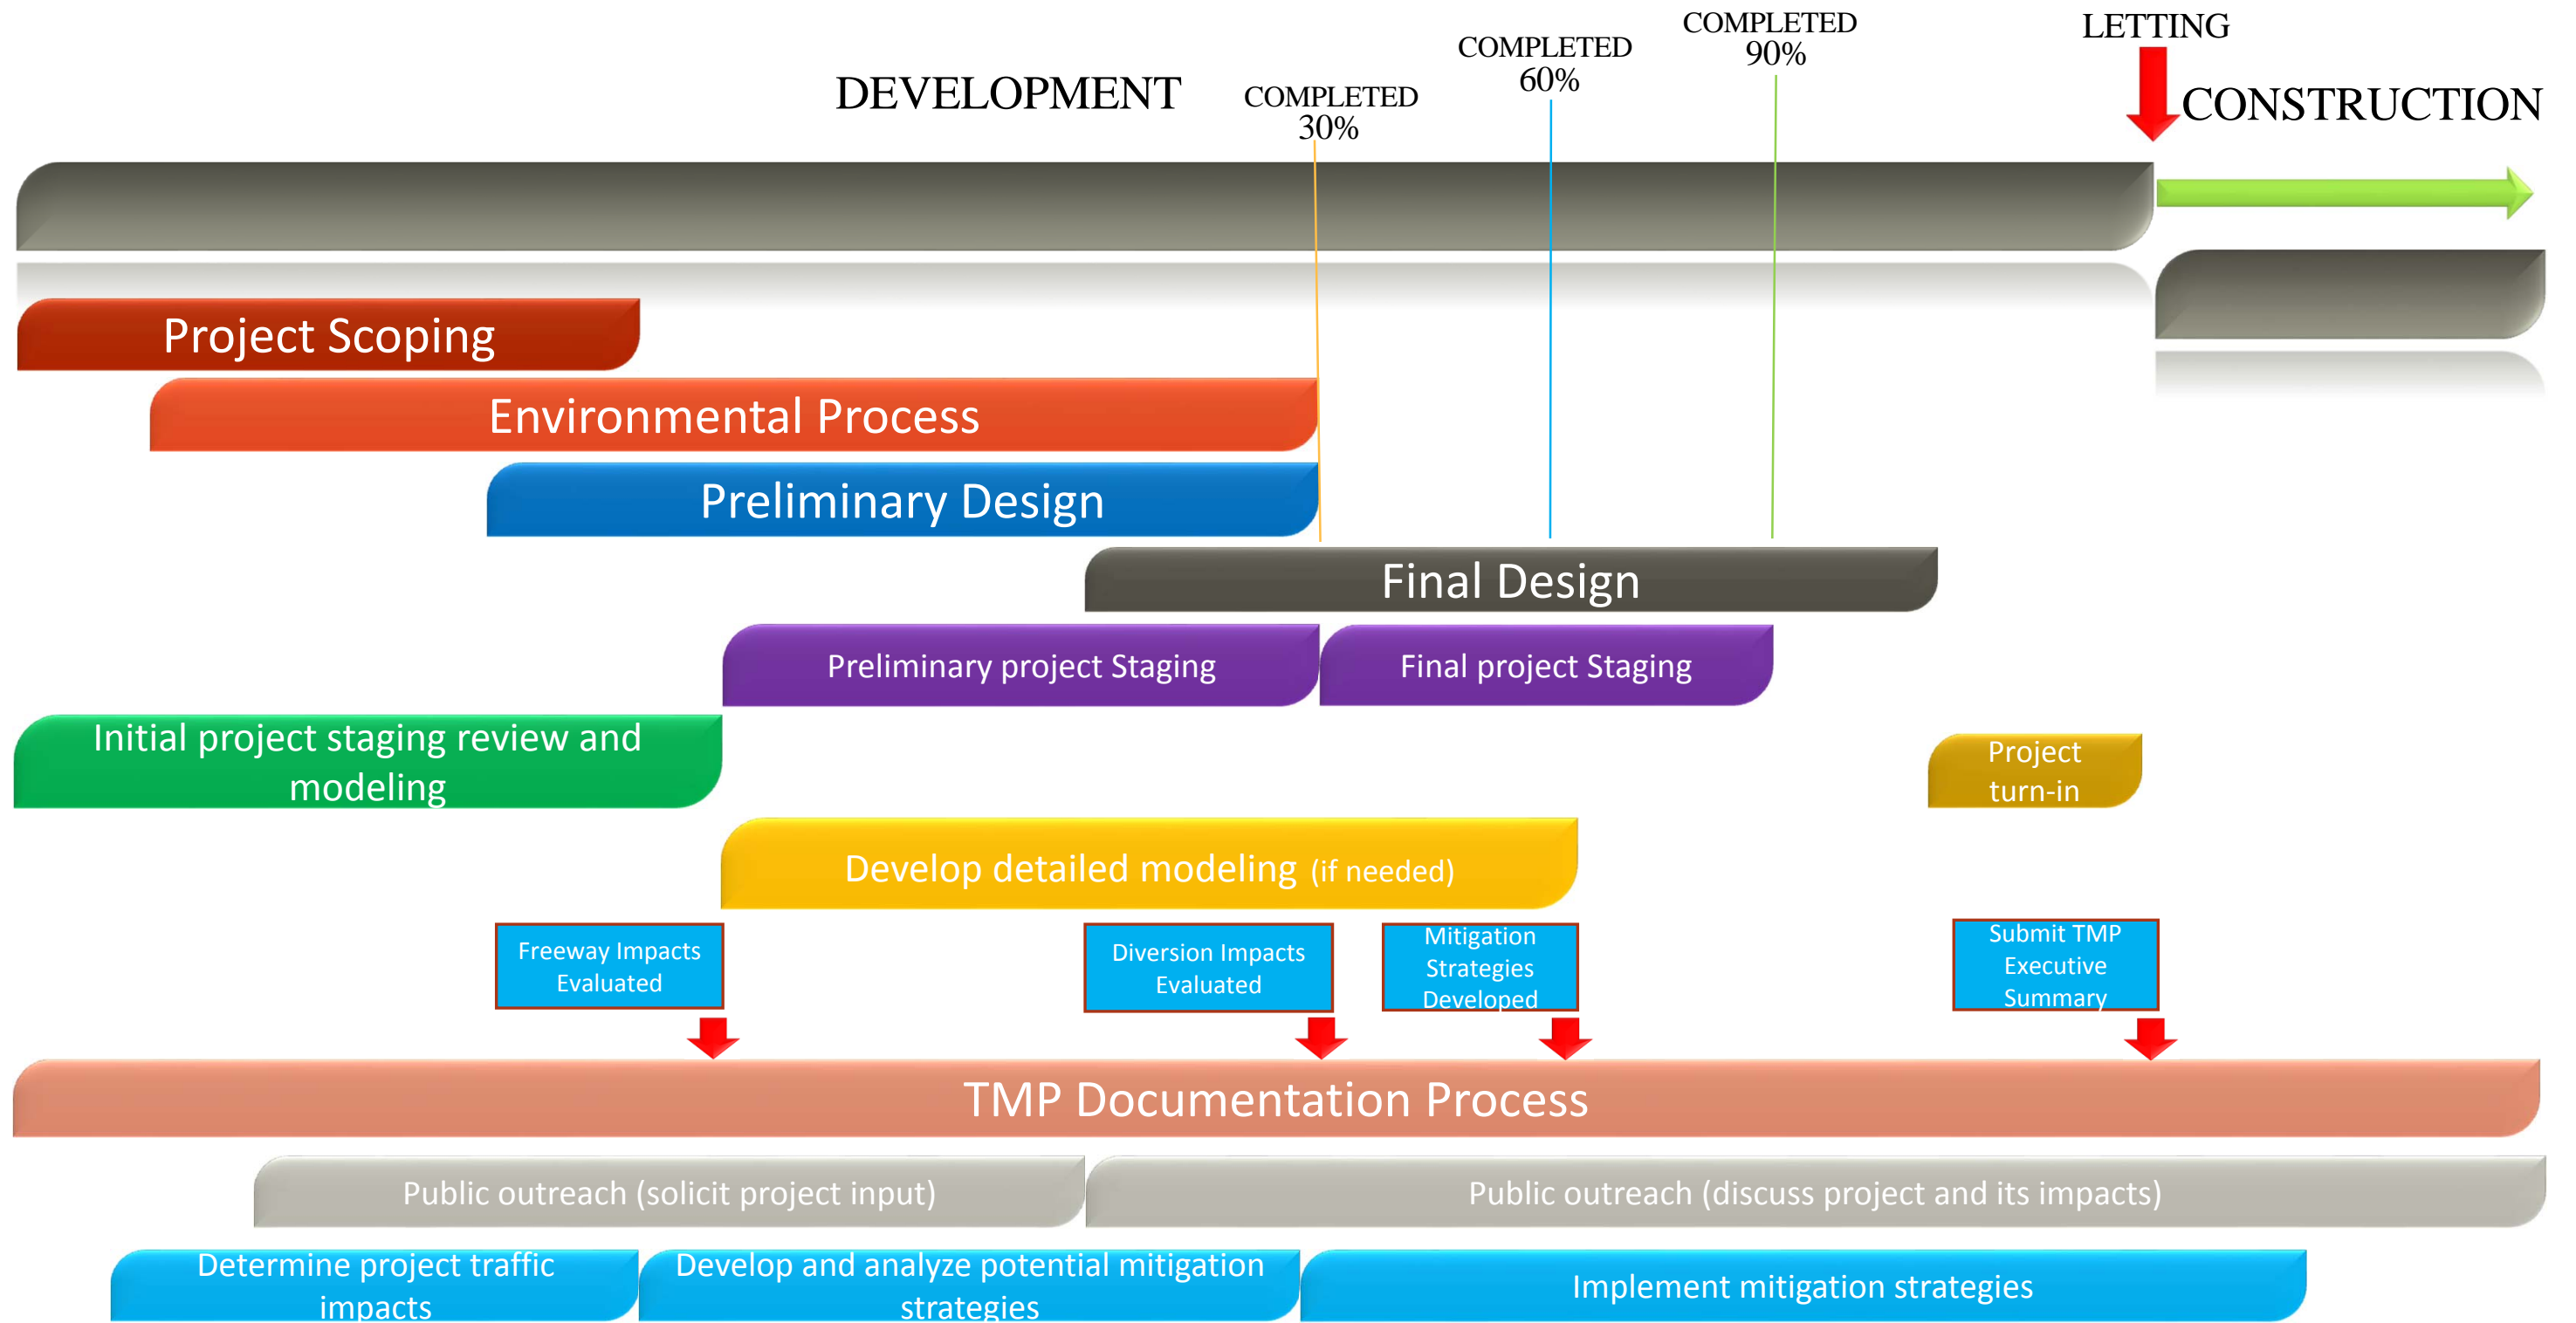 COMPLETED
90%
LETTING
COMPLETED
60%
DEVELOPMENT
COMPLETED
30%
CONSTRUCTION
Project Scoping
Environmental Process
Preliminary Design
Final Design
Preliminary project Staging
Final project Staging
Initial project staging review and
modeling
Project
turn-in
Develop detailed modeling (if needed)
Freeway Impacts
Evaluated
Diversion Impacts
Evaluated
Mitigation
Strategies
Developed
Submit TMP
Executive
Summary
TMP Documentation Process
Public outreach (solicit project input)
Public outreach (discuss project and its impacts)
Determine project traffic
impacts
Develop and analyze potential mitigation
strategies
Implement mitigation strategies